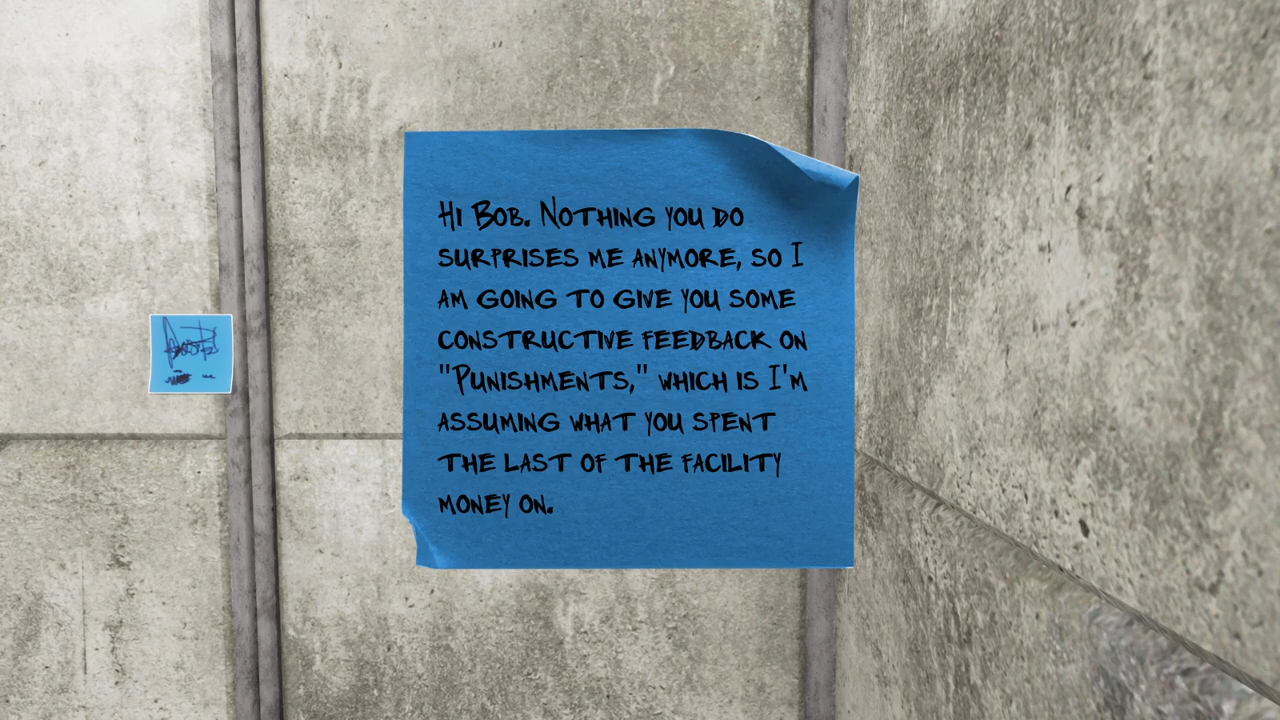 Hi Bob. Nothing you do
surprises me anymore, so I
am going to give you some
constructive feedback on
"Punishments," which is I'm
assuming what you spent
the last of the facility
money on.